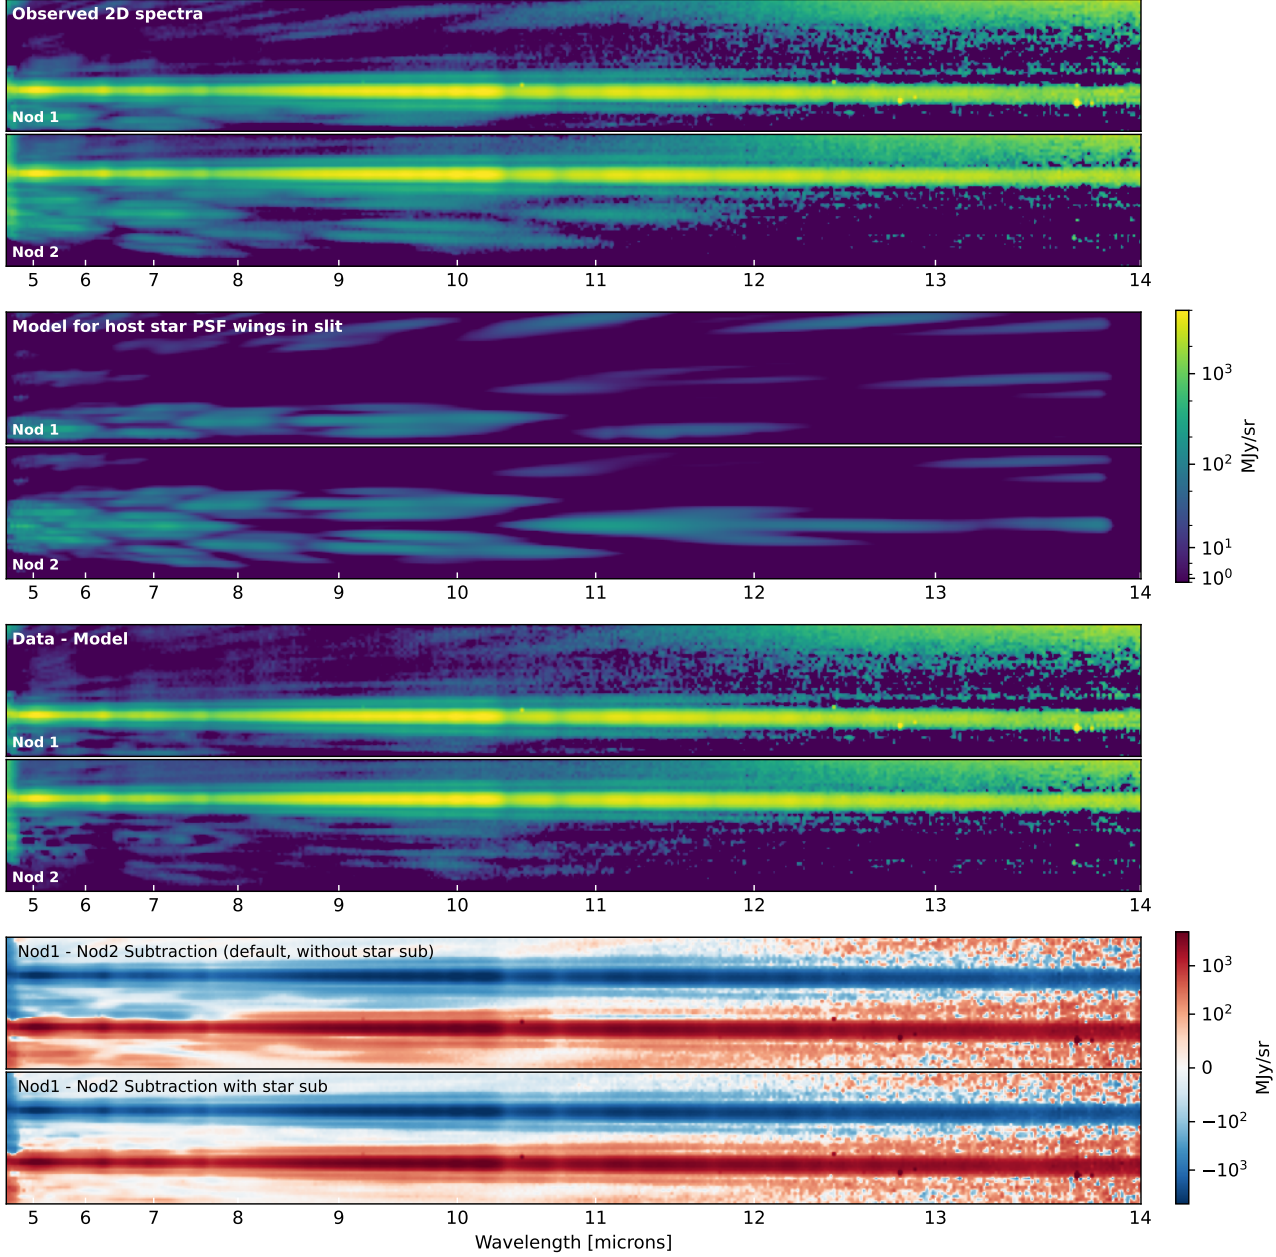 Observed 2D spectra
Nod 1
Nod 2
5 6 7 8 9 10 11 12 13 14
Model for host star PSF wings in slit
Nod 1
Nod 2
5 6 7 8 9 10 11 12 13 14
10³
10²
10¹
10⁰
MJy/sr
Data - Model
Nod 1
Nod 2
5 6 7 8 9 10 11 12 13 14
Nod1 - Nod2 Subtraction (default, without star sub)
Nod1 - Nod2 Subtraction with star sub
5 6 7 8 9 10 11 12 13 14
Wavelength [microns]
10³
10²
0
−10²
−10³
MJy/sr